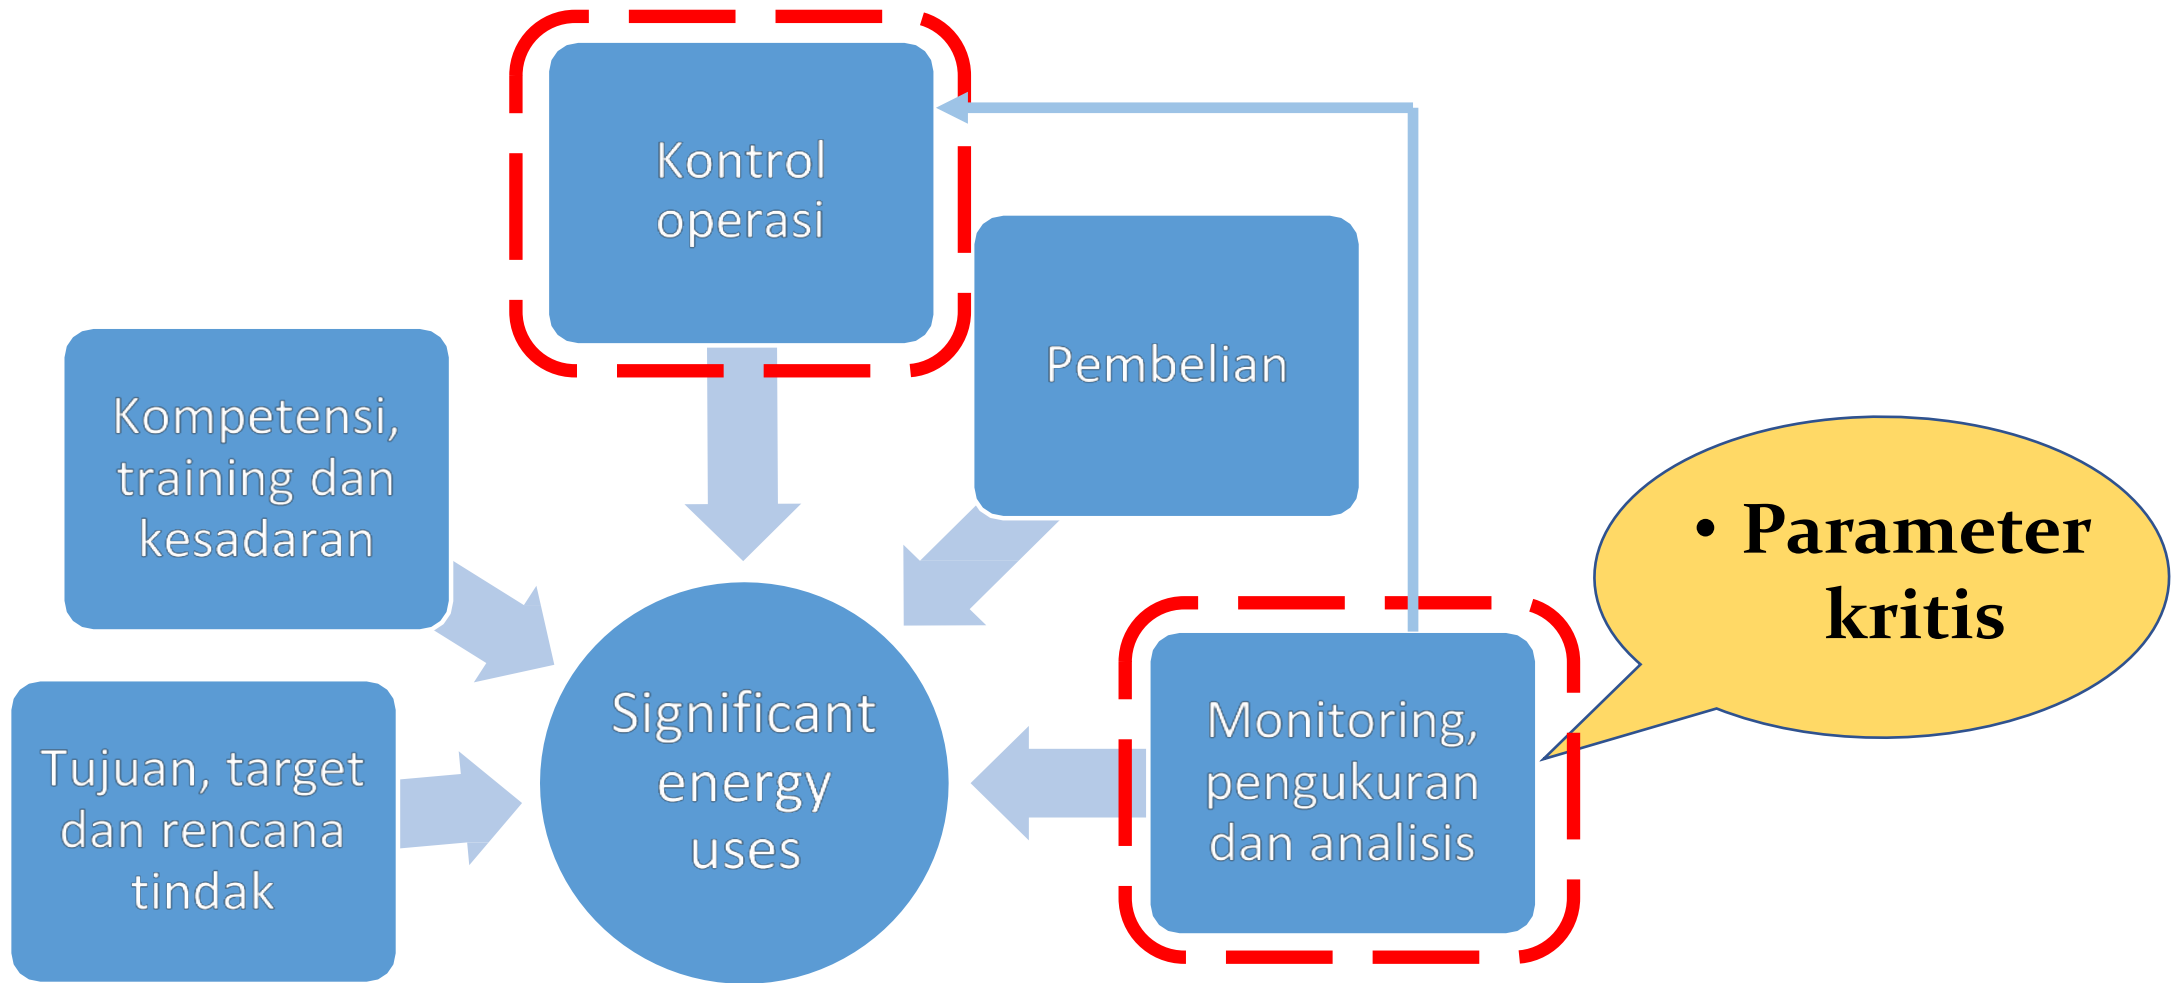 Kontrol
operasi
Pembelian
Kompetensi,
training dan
kesadaran
• Parameter
kritis
Tujuan, target
dan rencana
tindak
Significant
energy
uses
Monitoring,
pengukuran
dan analisis